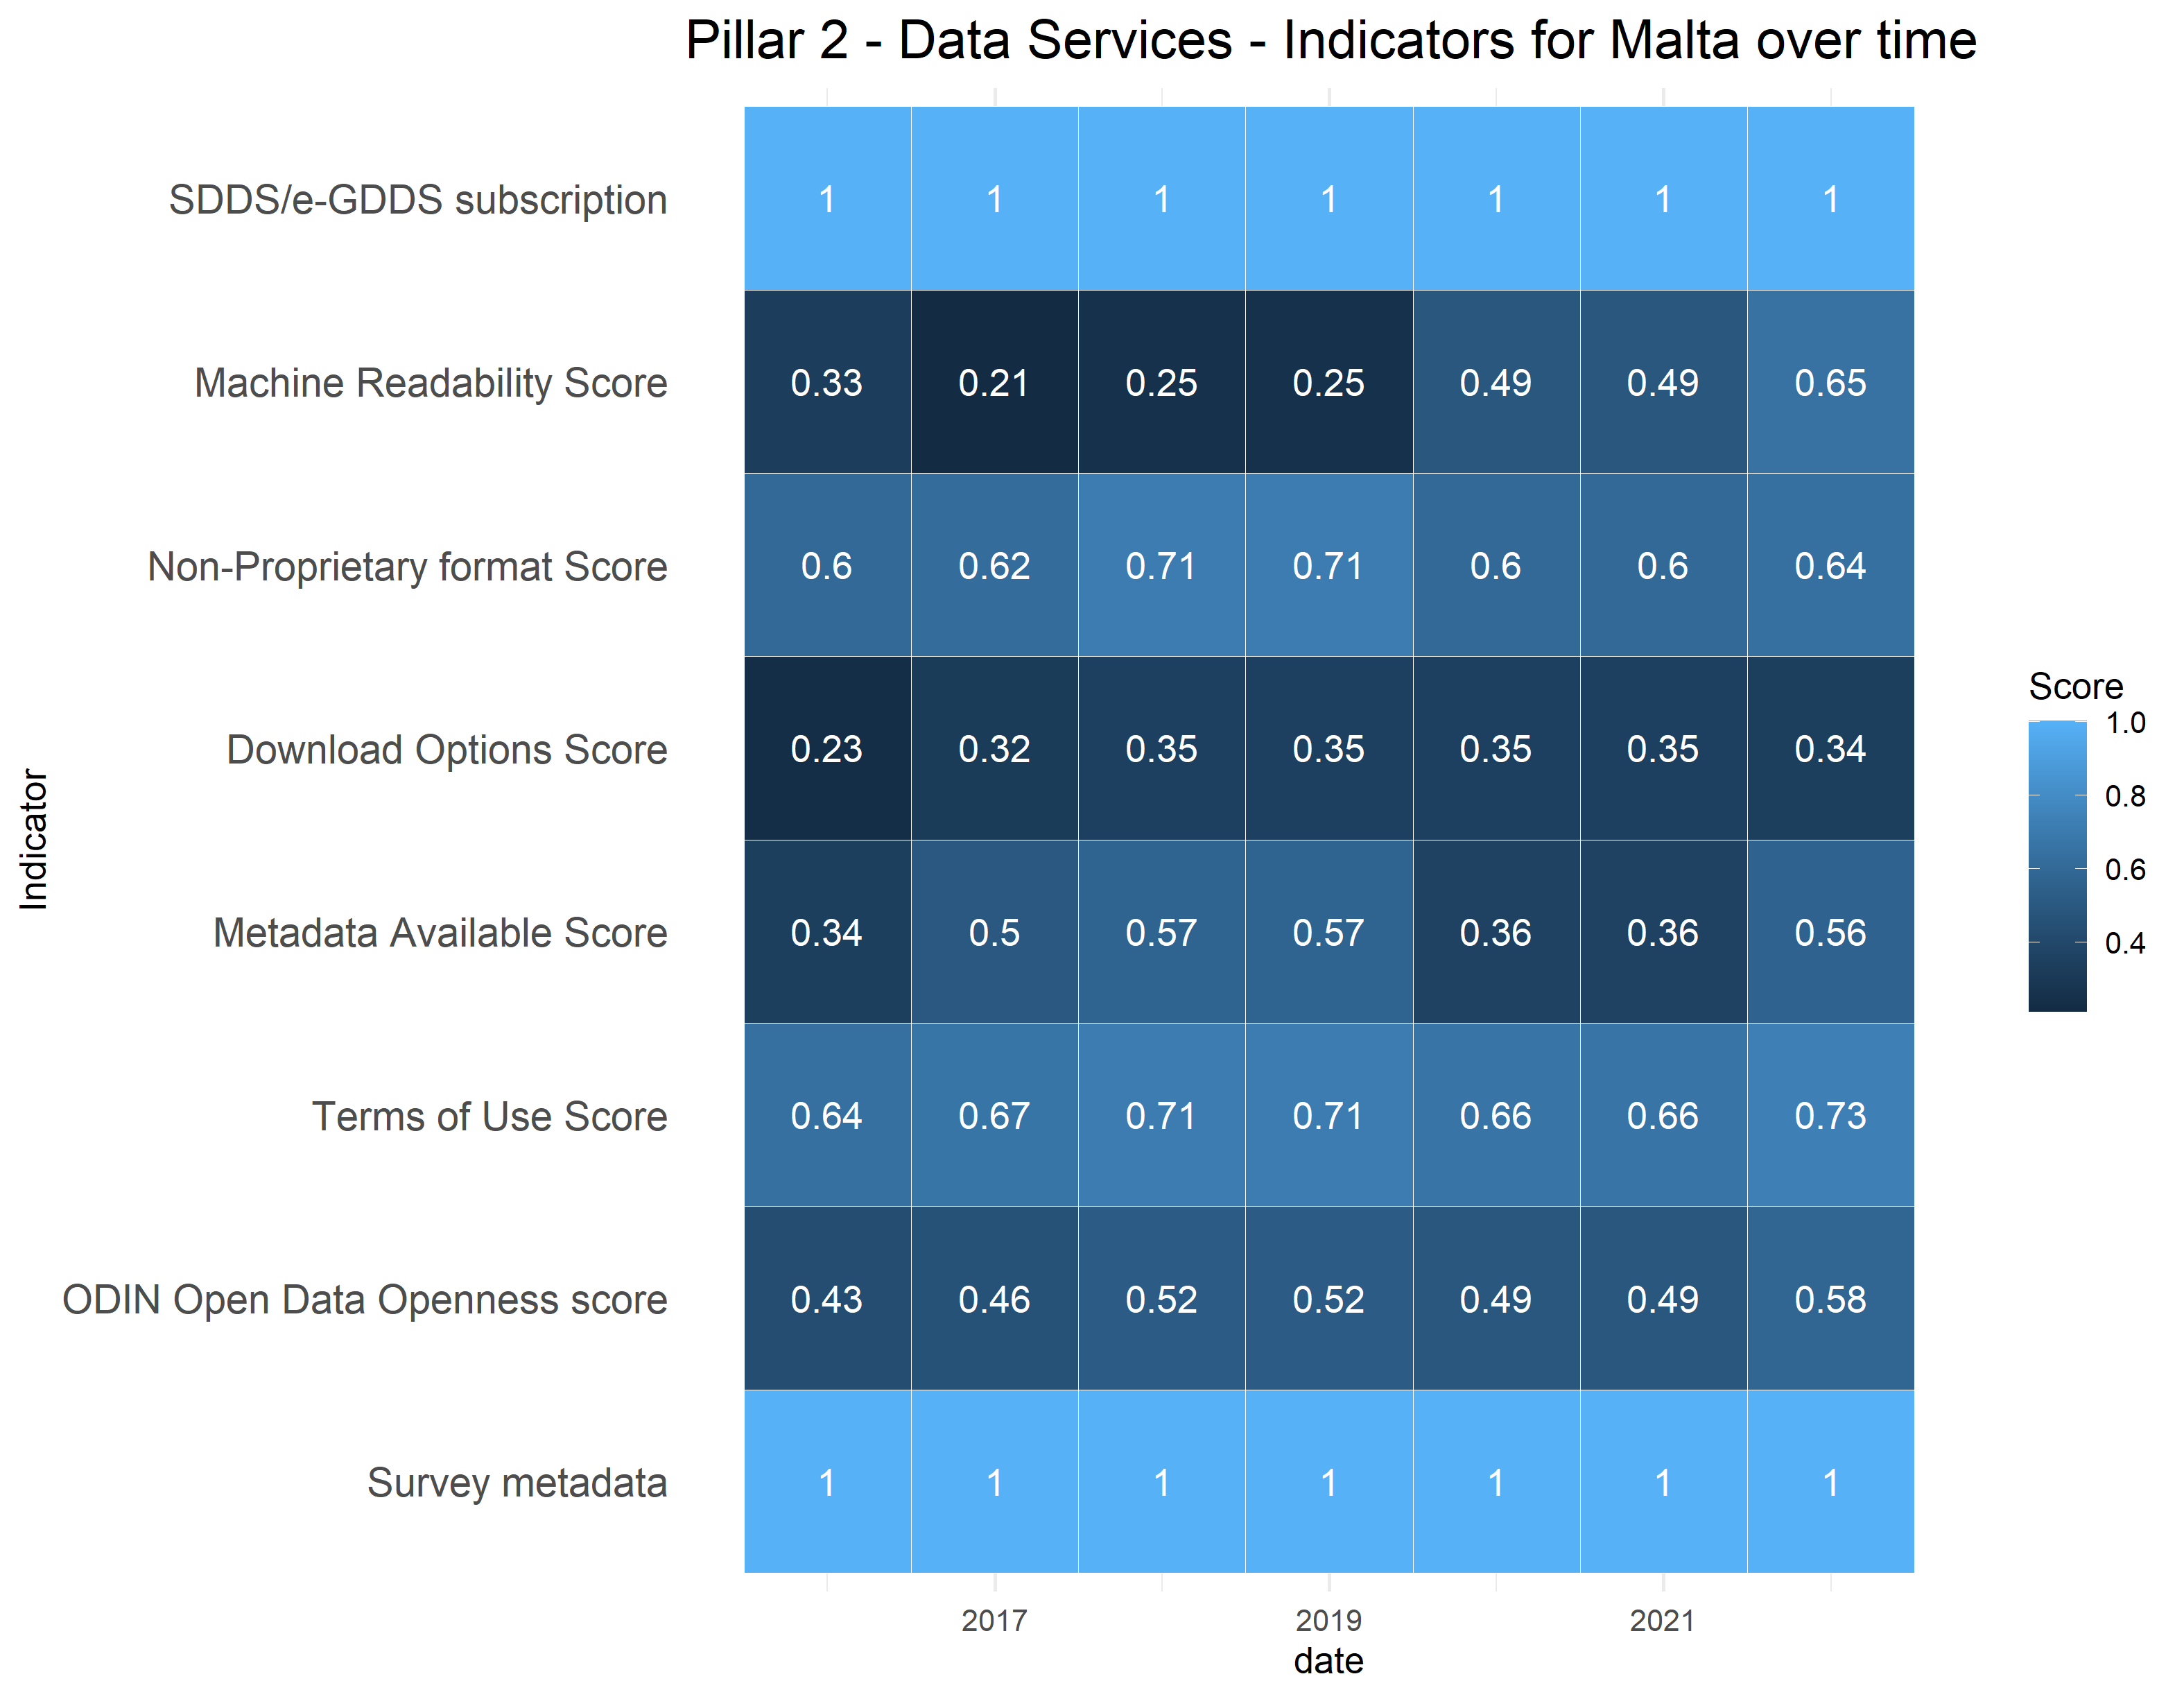 Pillar 2 - Data Services - Indicators for Malta over time
SDDS/e-GDDS subscription 1 1 1 1 1 1 1
Machine Readability Score 0.33 0.21 0.25 0.25 0.49 0.49 0.65
Non-Proprietary format Score 0.6 0.62 0.71 0.71 0.6 0.6 0.64
Download Options Score 0.23 0.32 0.35 0.35 0.35 0.35 0.34
Metadata Available Score 0.34 0.5 0.57 0.57 0.36 0.36 0.56
Terms of Use Score 0.64 0.67 0.71 0.71 0.66 0.66 0.73
ODIN Open Data Openness score 0.43 0.46 0.52 0.52 0.49 0.49 0.58
Survey metadata 1 1 1 1 1 1 1
2017 2019 2021
date
Indicator
Score
1.0
0.8
0.6
0.4